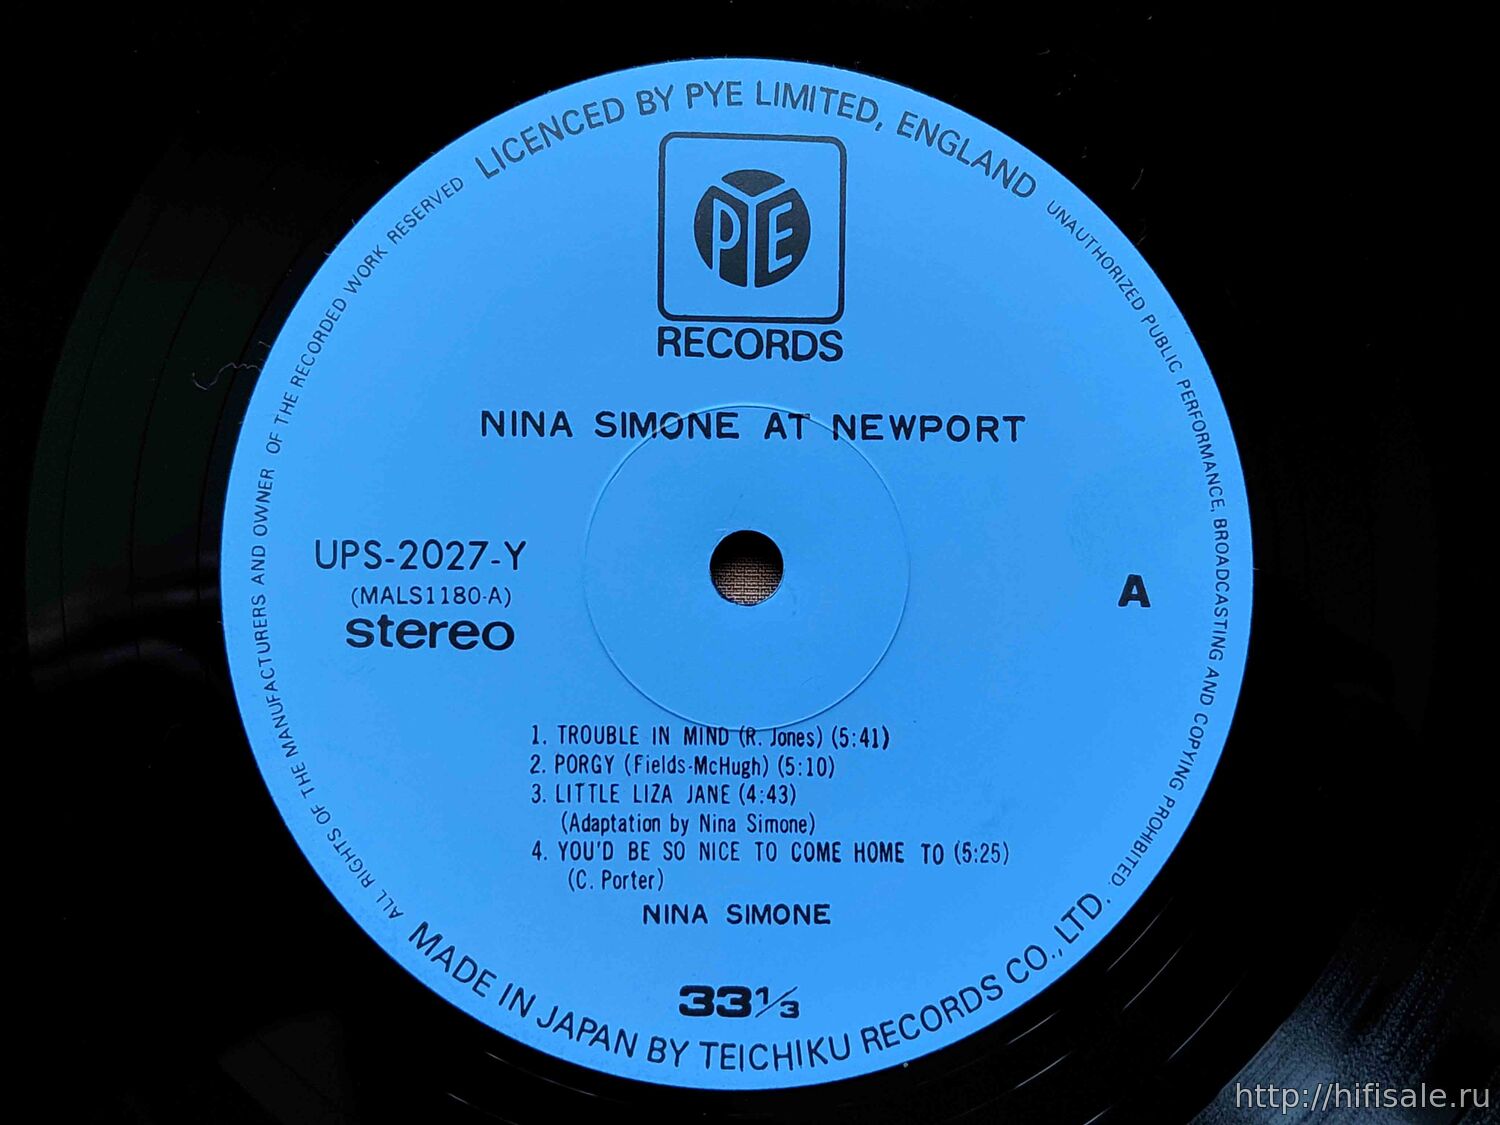 LICENCED BY PYE LIMITED, ENGLAND
UNAUTHORIZED PUBLIC PERFORMANCE, BROADCASTING AND COPYING PROHIBITED.
PYE
RECORDS
NINA SIMONE AT NEWPORT
UPS-2027-Y
(MALS1180-A)
stereo
A
1. TROUBLE IN MIND (R. Jones) (5:41)
2. PORGY (Fields-McHugh) (5:10)
3. LITTLE LIZA JANE (4:43)
(Adaptation by Nina Simone)
4. YOU'D BE SO NICE TO COME HOME TO (5:25)
(C. Porter)
NINA SIMONE
33 1/3
MADE IN JAPAN BY TEICHIKU RECORDS CO., LTD.
ALL RIGHTS OF THE MANUFACTURERS AND OWNER OF THE RECORDED WORK RESERVED
http://hifisale.ru